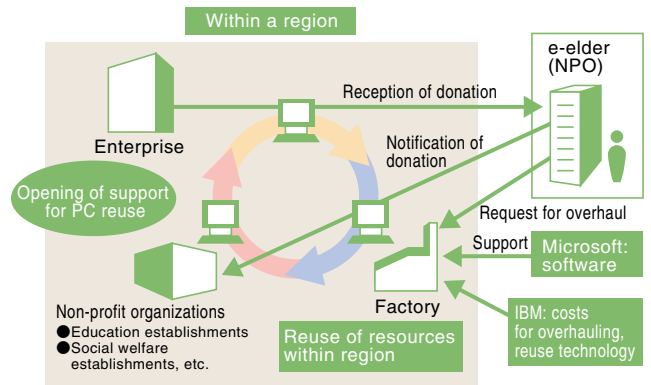 Within a region
e-elder
(NPO)
Reception of donation
Enterprise
Notification of
donation
Opening of support
for PC reuse
Request for overhaul
Support
Microsoft:
software
Non-profit organizations
●Education establishments
●Social welfare
establishments, etc.
Factory
Reuse of resources
within region
IBM: costs
for overhauling,
reuse technology